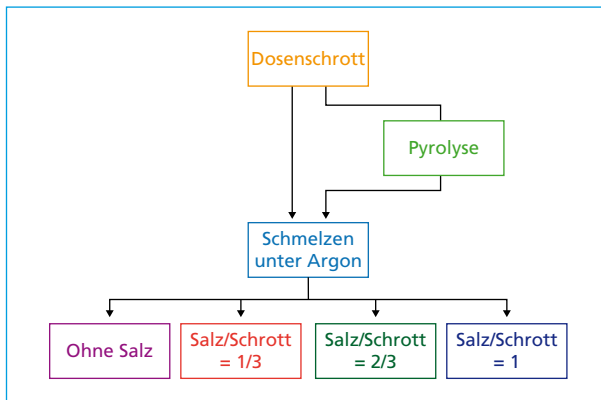 Dosenschrott
Pyrolyse
Schmelzen
unter Argon
Ohne Salz
Salz/Schrott
= 1/3
Salz/Schrott
= 2/3
Salz/Schrott
= 1